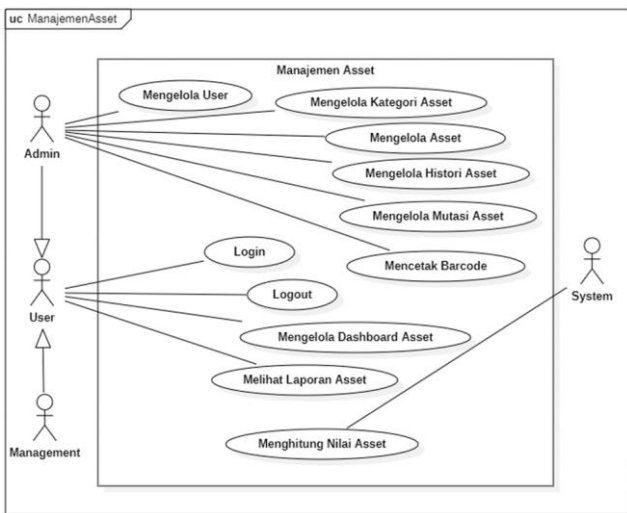 uc ManajemenAsset
Manajemen Asset
Mengelola User
Mengelola Kategori Asset
Mengelola Asset
Admin
Mengelola Histori Asset
Mengelola Mutasi Asset
Login
Mencetak Barcode
System
Logout
User
Mengelola Dashboard Asset
Melihat Laporan Asset
Menghitung Nilai Asset
Management